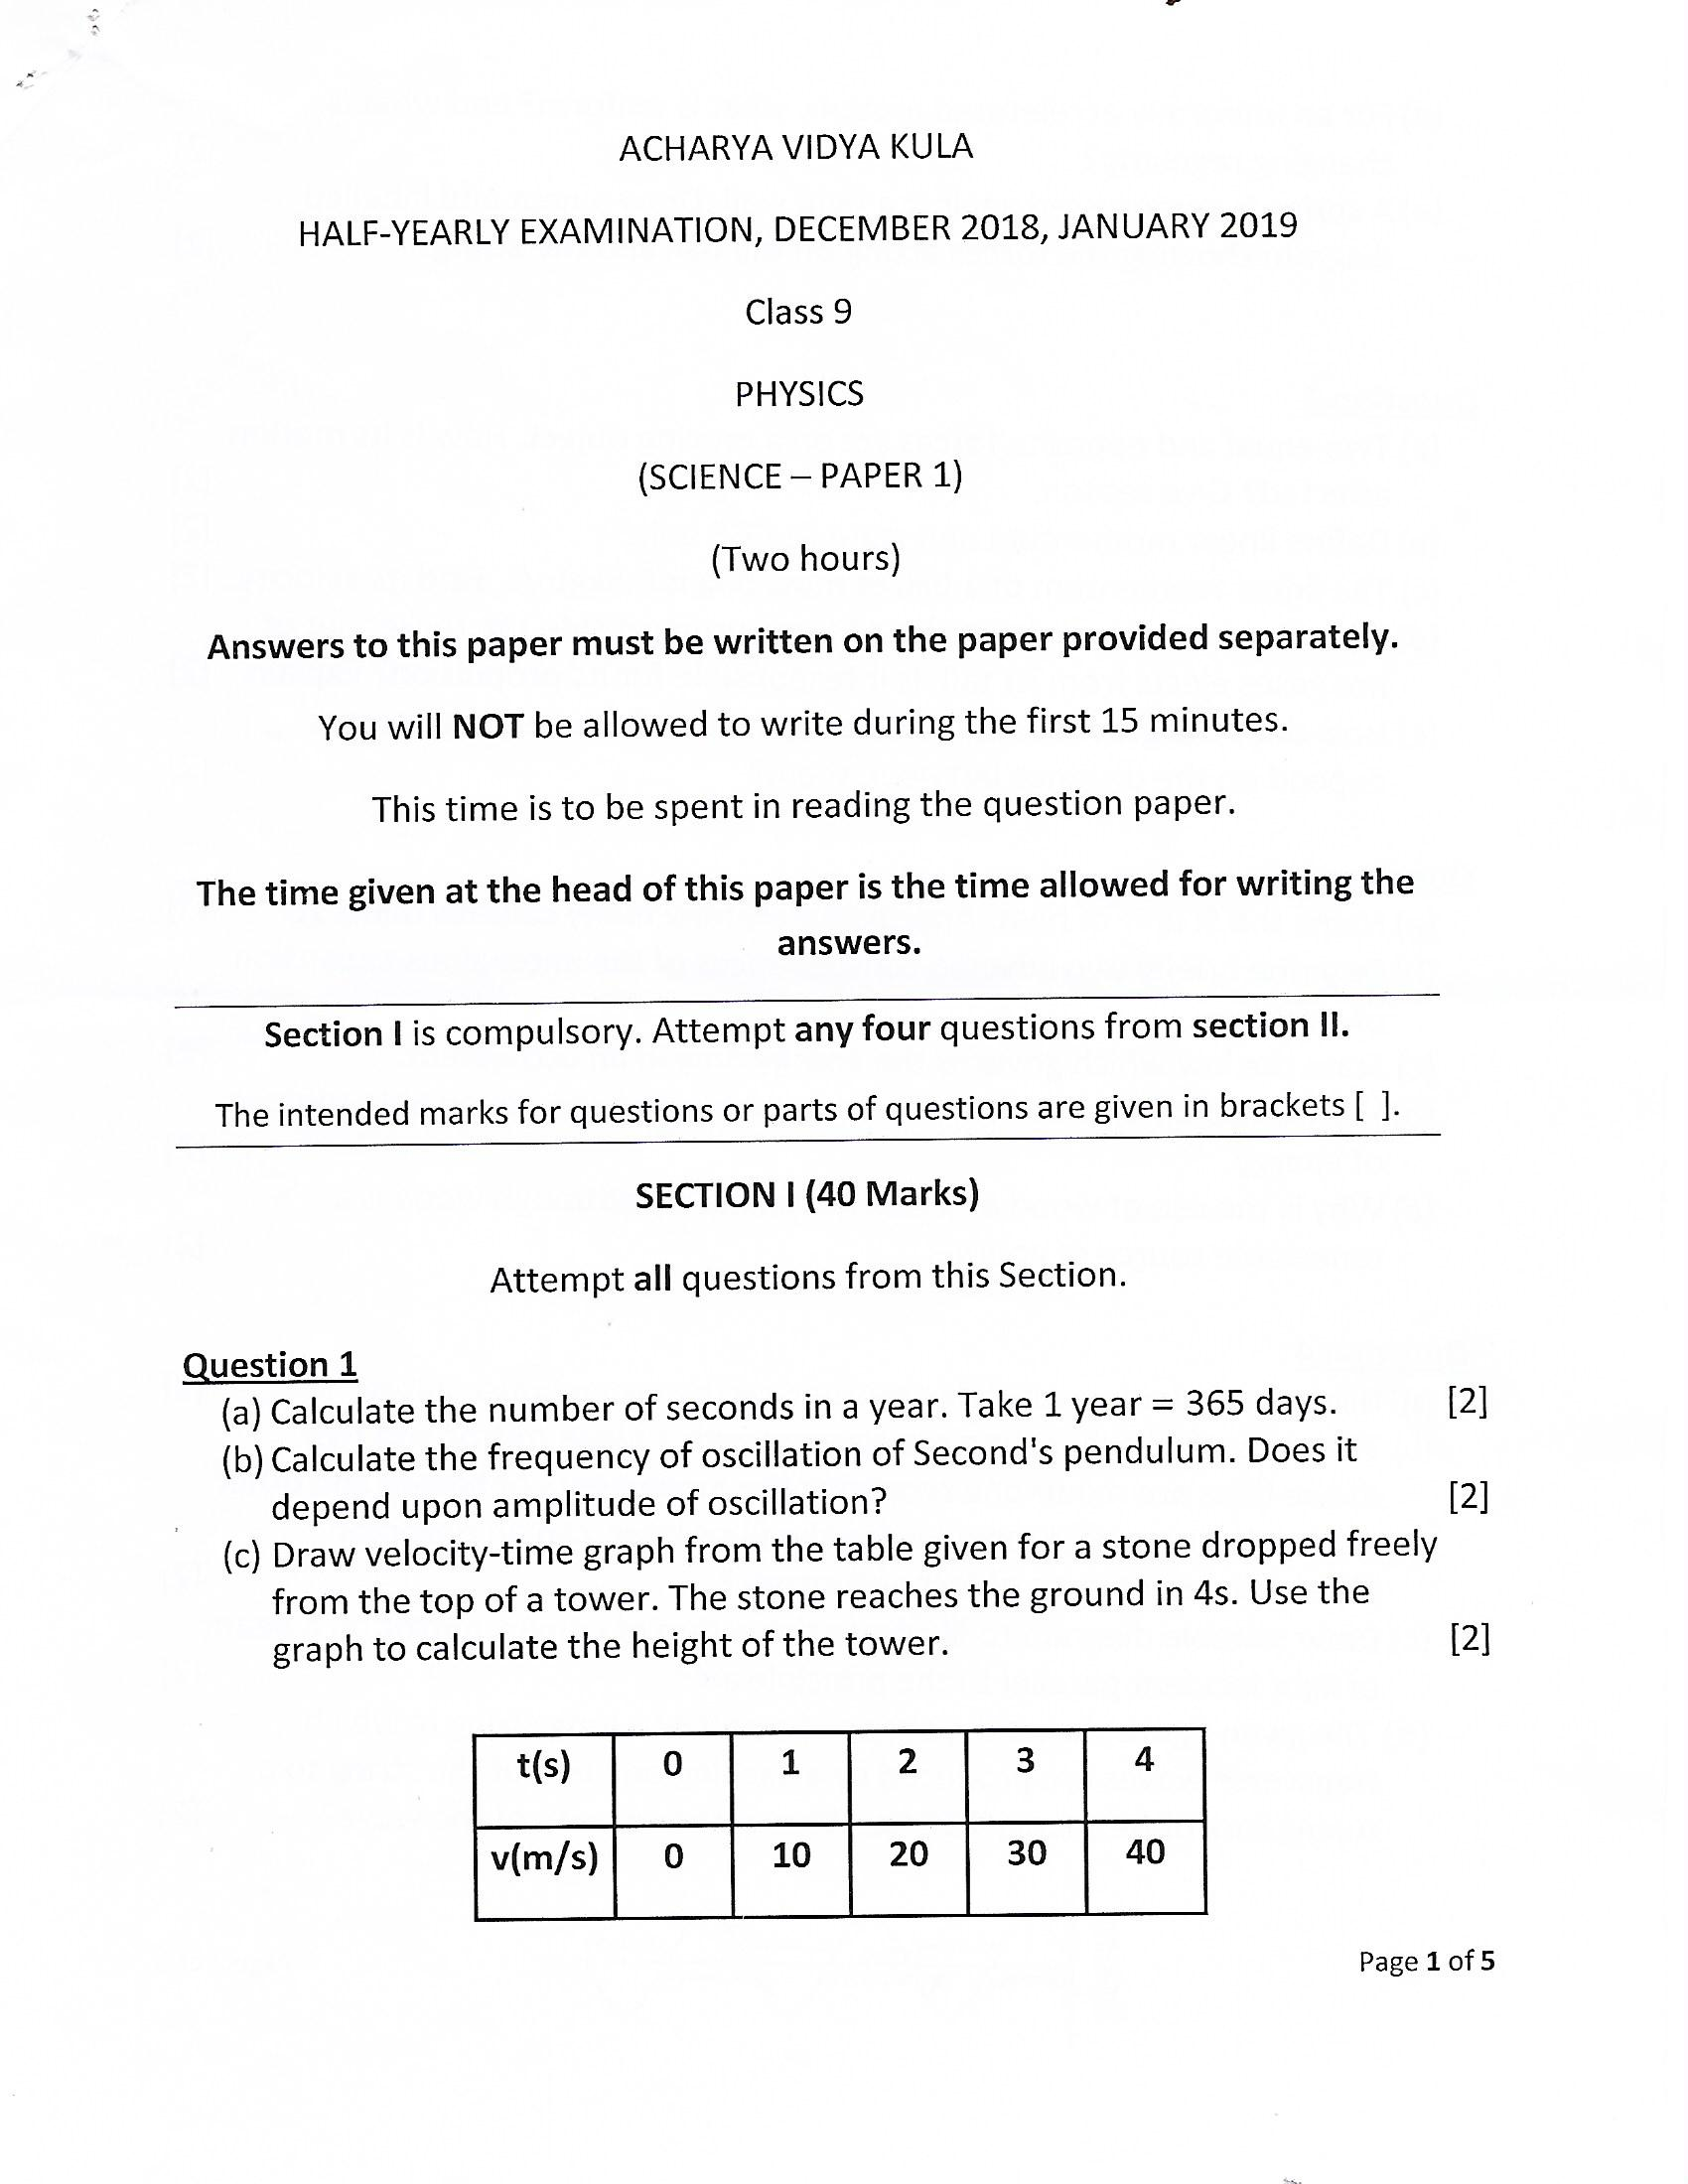 ACHARYA VIDYA KULA
HALF-YEARLY EXAMINATION, DECEMBER 2018, JANUARY 2019
Class 9
PHYSICS
(SCIENCE – PAPER 1)
(Two hours)
Answers to this paper must be written on the paper provided separately.
You will NOT be allowed to write during the first 15 minutes.
This time is to be spent in reading the question paper.
The time given at the head of this paper is the time allowed for writing the
answers.
Section I is compulsory. Attempt any four questions from section II.
The intended marks for questions or parts of questions are given in brackets [ ].
SECTION I (40 Marks)
Attempt all questions from this Section.
Question 1
(a) Calculate the number of seconds in a year. Take 1 year = 365 days. [2]
(b) Calculate the frequency of oscillation of Second's pendulum. Does it
depend upon amplitude of oscillation? [2]
(c) Draw velocity-time graph from the table given for a stone dropped freely
from the top of a tower. The stone reaches the ground in 4s. Use the
graph to calculate the height of the tower. [2]
t(s) 0 1 2 3 4
v(m/s) 0 10 20 30 40
Page 1 of 5